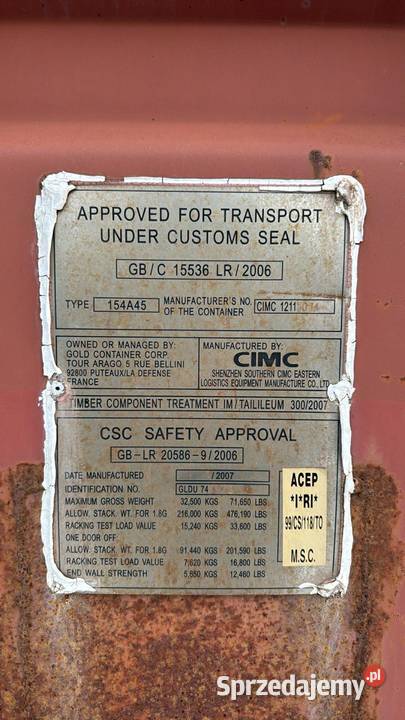 APPROVED FOR TRANSPORT
UNDER CUSTOMS SEAL
GB/C 15536 LR/2006
TYPE 154A45 MANUFACTURER'S NO. OF THE CONTAINER CIMC 1211
OWNED OR MANAGED BY:
GOLD CONTAINER CORP.
TOUR ARAGO 5 RUE BELLINI
92800 PUTEAUX/LA DEFENSE
FRANCE
MANUFACTURED BY:
CIMC
SHENZHEN SOUTHERN CIMC EASTERN
LOGISTICS EQUIPMENT MANUFACTURE CO., LTD
TIMBER COMPONENT TREATMENT IM/TAILILEUM 300/2007
CSC SAFETY APPROVAL
GB-LR 20586-9/2006
DATE MANUFACTURED /2007
IDENTIFICATION NO. GLDU 74
MAXIMUM GROSS WEIGHT 32,500 KGS 71,650 LBS
ALLOW. STACK. WT. FOR 1.8G 216,000 KGS 476,190 LBS
RACKING TEST LOAD VALUE 15,240 KGS 33,600 LBS
ONE DOOR OFF:
ALLOW. STACK. WT. FOR 1.8G 91,440 KGS 201,590 LBS
RACKING TEST LOAD VALUE 7,620 KGS 16,800 LBS
END WALL STRENGTH 5,650 KGS 12,460 LBS
ACEP
*I*RI*
99/CS/118/TO
M.S.C.
Sprzedajemy.pl